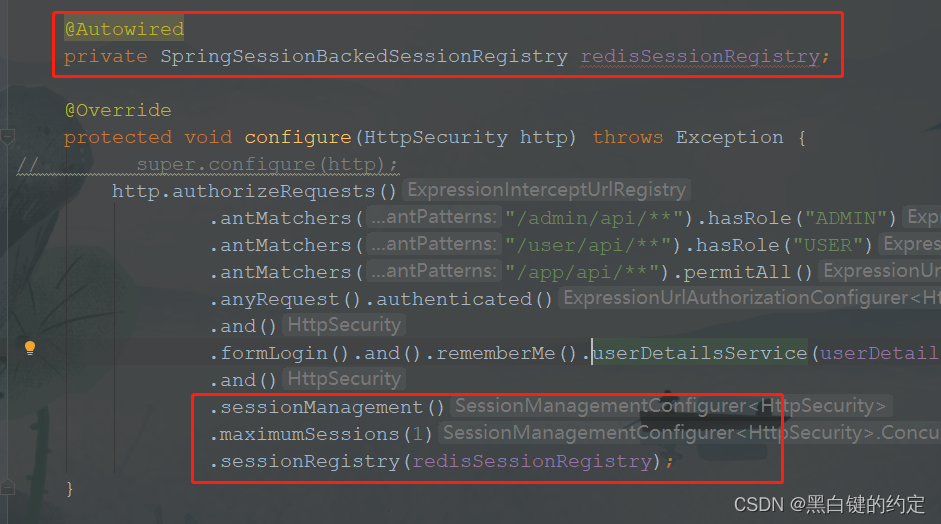 @Autowired
private SpringSessionBackedSessionRegistry redisSessionRegistry;
@Override
protected void configure(HttpSecurity http) throws Exception {
// super.configure(http);
http.authorizeRequests() ExpressionInterceptUrlRegistry
.antMatchers( ...antPatterns: "/admin/api/**").hasRole("ADMIN") Expre
.antMatchers( ...antPatterns: "/user/api/**").hasRole("USER") Expres
.antMatchers( ...antPatterns: "/app/api/**").permitAll() ExpressionUr
.anyRequest().authenticated() ExpressionUrlAuthorizationConfigurer<Ht
.and() HttpSecurity
.formLogin().and().rememberMe().userDetailsService(userDetail
.and() HttpSecurity
.sessionManagement() SessionManagementConfigurer<HttpSecurity>
.maximumSessions(1) SessionManagementConfigurer<HttpSecurity>.Concu
.sessionRegistry(redisSessionRegistry);
}
CSDN @黑白键的约定